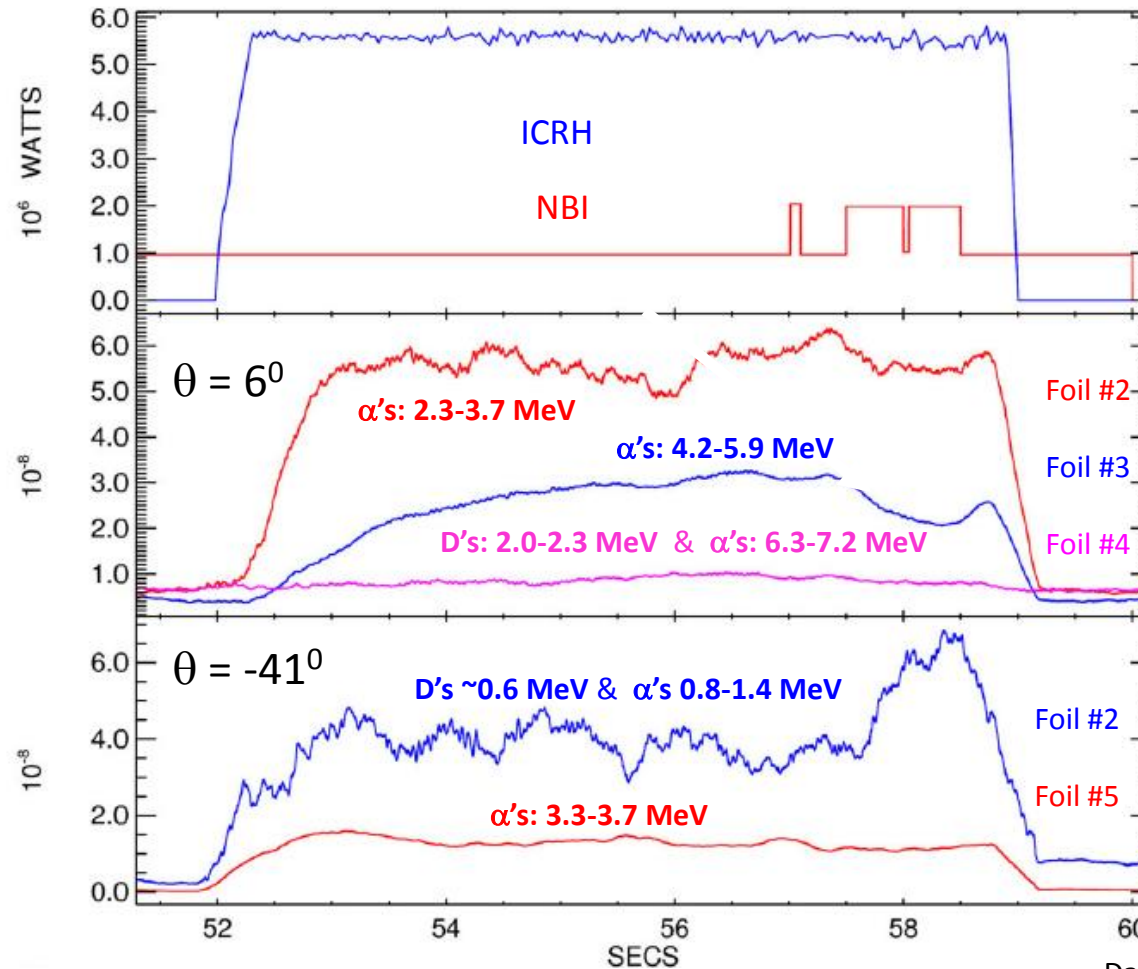 6.0
5.0
4.0
3.0
2.0
1.0
0.0
10⁶ WATTS
ICRH
NBI
6.0
5.0
4.0
3.0
2.0
1.0
10⁻⁸
θ = 6⁰
α's: 2.3-3.7 MeV
α's: 4.2-5.9 MeV
D's: 2.0-2.3 MeV & α's: 6.3-7.2 MeV
Foil #2
Foil #3
Foil #4
6.0
4.0
2.0
0.0
10⁻⁸
θ = -41⁰
D's ~0.6 MeV & α's 0.8-1.4 MeV
α's: 3.3-3.7 MeV
Foil #2
Foil #5
52 54 56 58
SECS